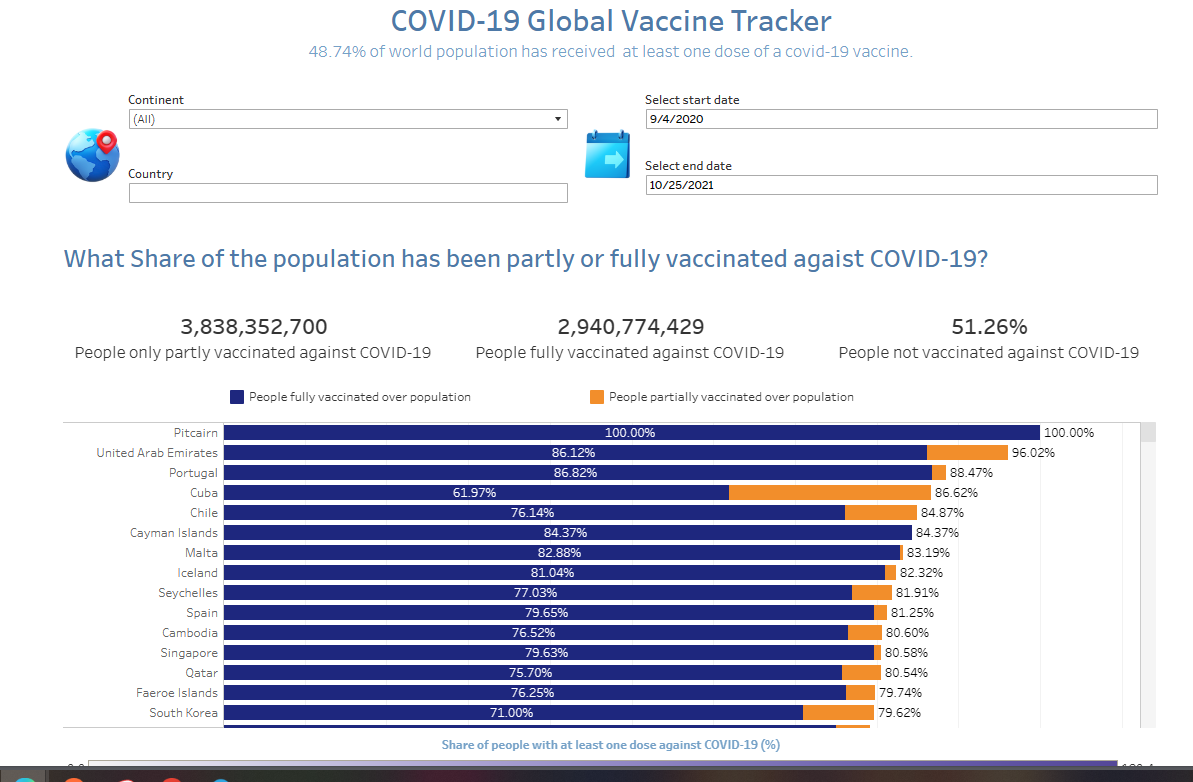 COVID-19 Global Vaccine Tracker
48.74% of world population has received at least one dose of a covid-19 vaccine.
Continent
(All)
Country
Select start date
9/4/2020
Select end date
10/25/2021
What Share of the population has been partly or fully vaccinated agaist COVID-19?
3,838,352,700
People only partly vaccinated against COVID-19
2,940,774,429
People fully vaccinated against COVID-19
51.26%
People not vaccinated against COVID-19
People fully vaccinated over population
People partially vaccinated over population
Pitcairn 100.00% 100.00%
United Arab Emirates 86.12% 96.02%
Portugal 86.82% 88.47%
Cuba 61.97% 86.62%
Chile 76.14% 84.87%
Cayman Islands 84.37% 84.37%
Malta 82.88% 83.19%
Iceland 81.04% 82.32%
Seychelles 77.03% 81.91%
Spain 79.65% 81.25%
Cambodia 76.52% 80.60%
Singapore 79.63% 80.58%
Qatar 75.70% 80.54%
Faeroe Islands 76.25% 79.74%
South Korea 71.00% 79.62%
Share of people with at least one dose against COVID-19 (%)